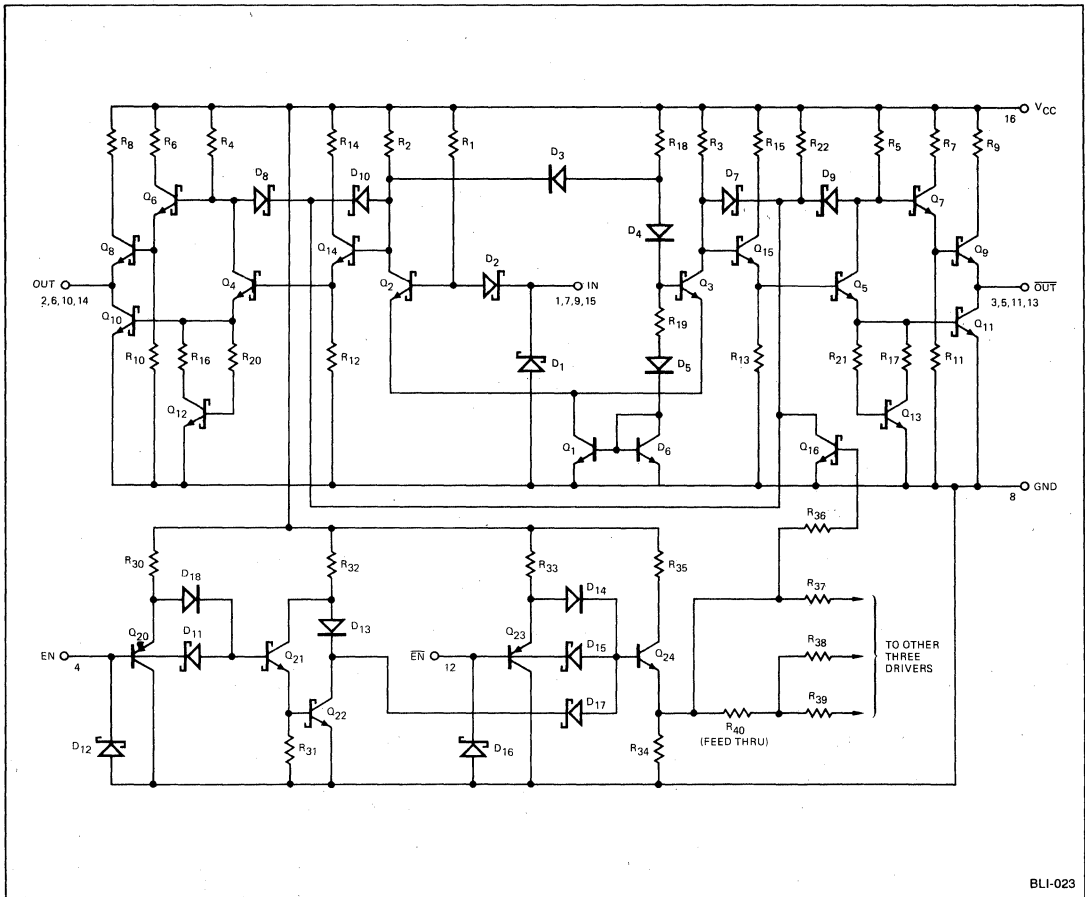 16 VCC
R8 R6 R4 R14 R2 R1 R18 R3 R15 R22 R5 R7 R9
D3
D8 D10 D7 D9
Q6 Q7
D4
Q8 Q14 Q15 Q9
D2
OUT IN OUT
2, 6, 10, 14 Q4 Q2 1,7,9,15 Q3 Q5 3,5,11,13
Q10 Q11
R19
R10 R16 R20 R12 D1 D5 R13 R21 R17 R11
Q12 Q13
Q1 D6 Q16
GND
8
R36
R30 R32 R33 R35
D18 D14 R37
D13
Q20 D11 Q23 D15 TO OTHER
THREE
DRIVERS
EN Q21 EN Q24 R38
4 12
Q22 D17 R39
D12 R31 D16 R34 R40
(FEED THRU)
BLI-023